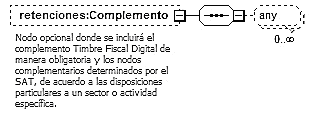 retenciones:Complemento
any
0..∞
Nodo opcional donde se incluirá el
complemento Timbre Fiscal Digital de
manera obligatoria y los nodos
complementarios determinados por el
SAT, de acuerdo a las disposiciones
particulares a un sector o actividad
específica.